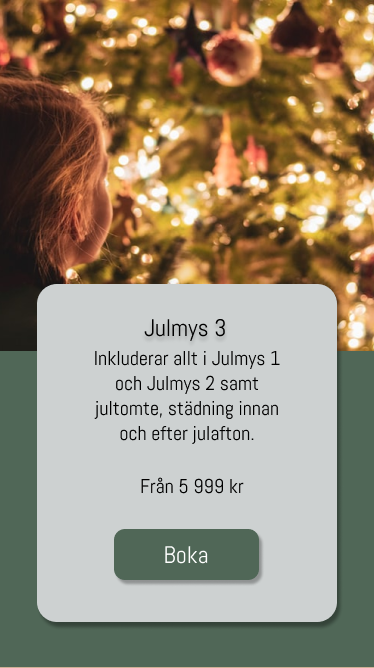 Julmys 3
Inkluderar allt i Julmys 1
och Julmys 2 samt
jultomte, städning innan
och efter julafton.
Från 5 999 kr
Boka